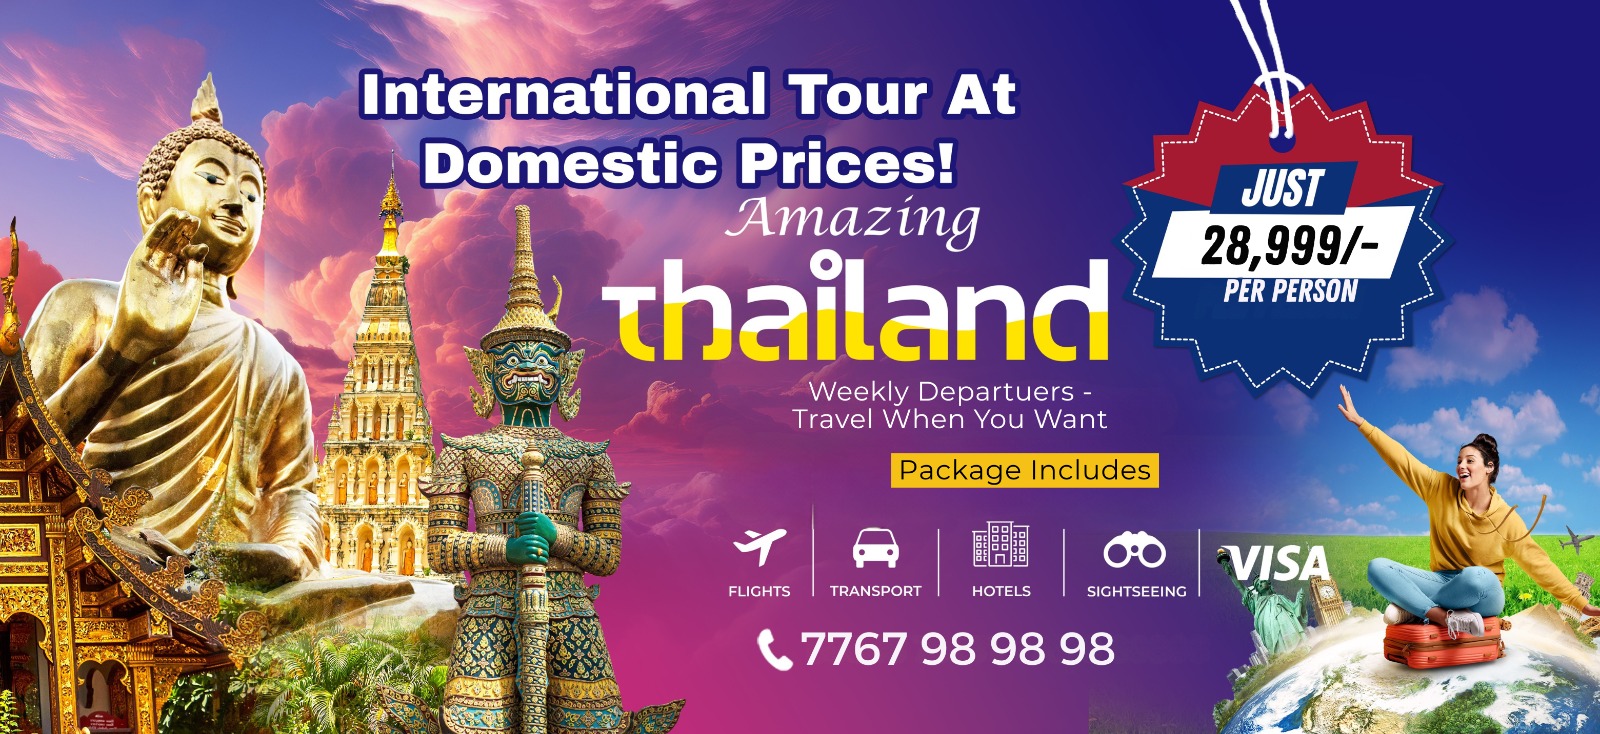 International Tour At
Domestic Prices!
Amazing
thailand
Weekly Departuers -
Travel When You Want
Package Includes
FLIGHTS
TRANSPORT
HOTELS
SIGHTSEEING
VISA
7767 98 98 98
JUST
28,999/-
PER PERSON